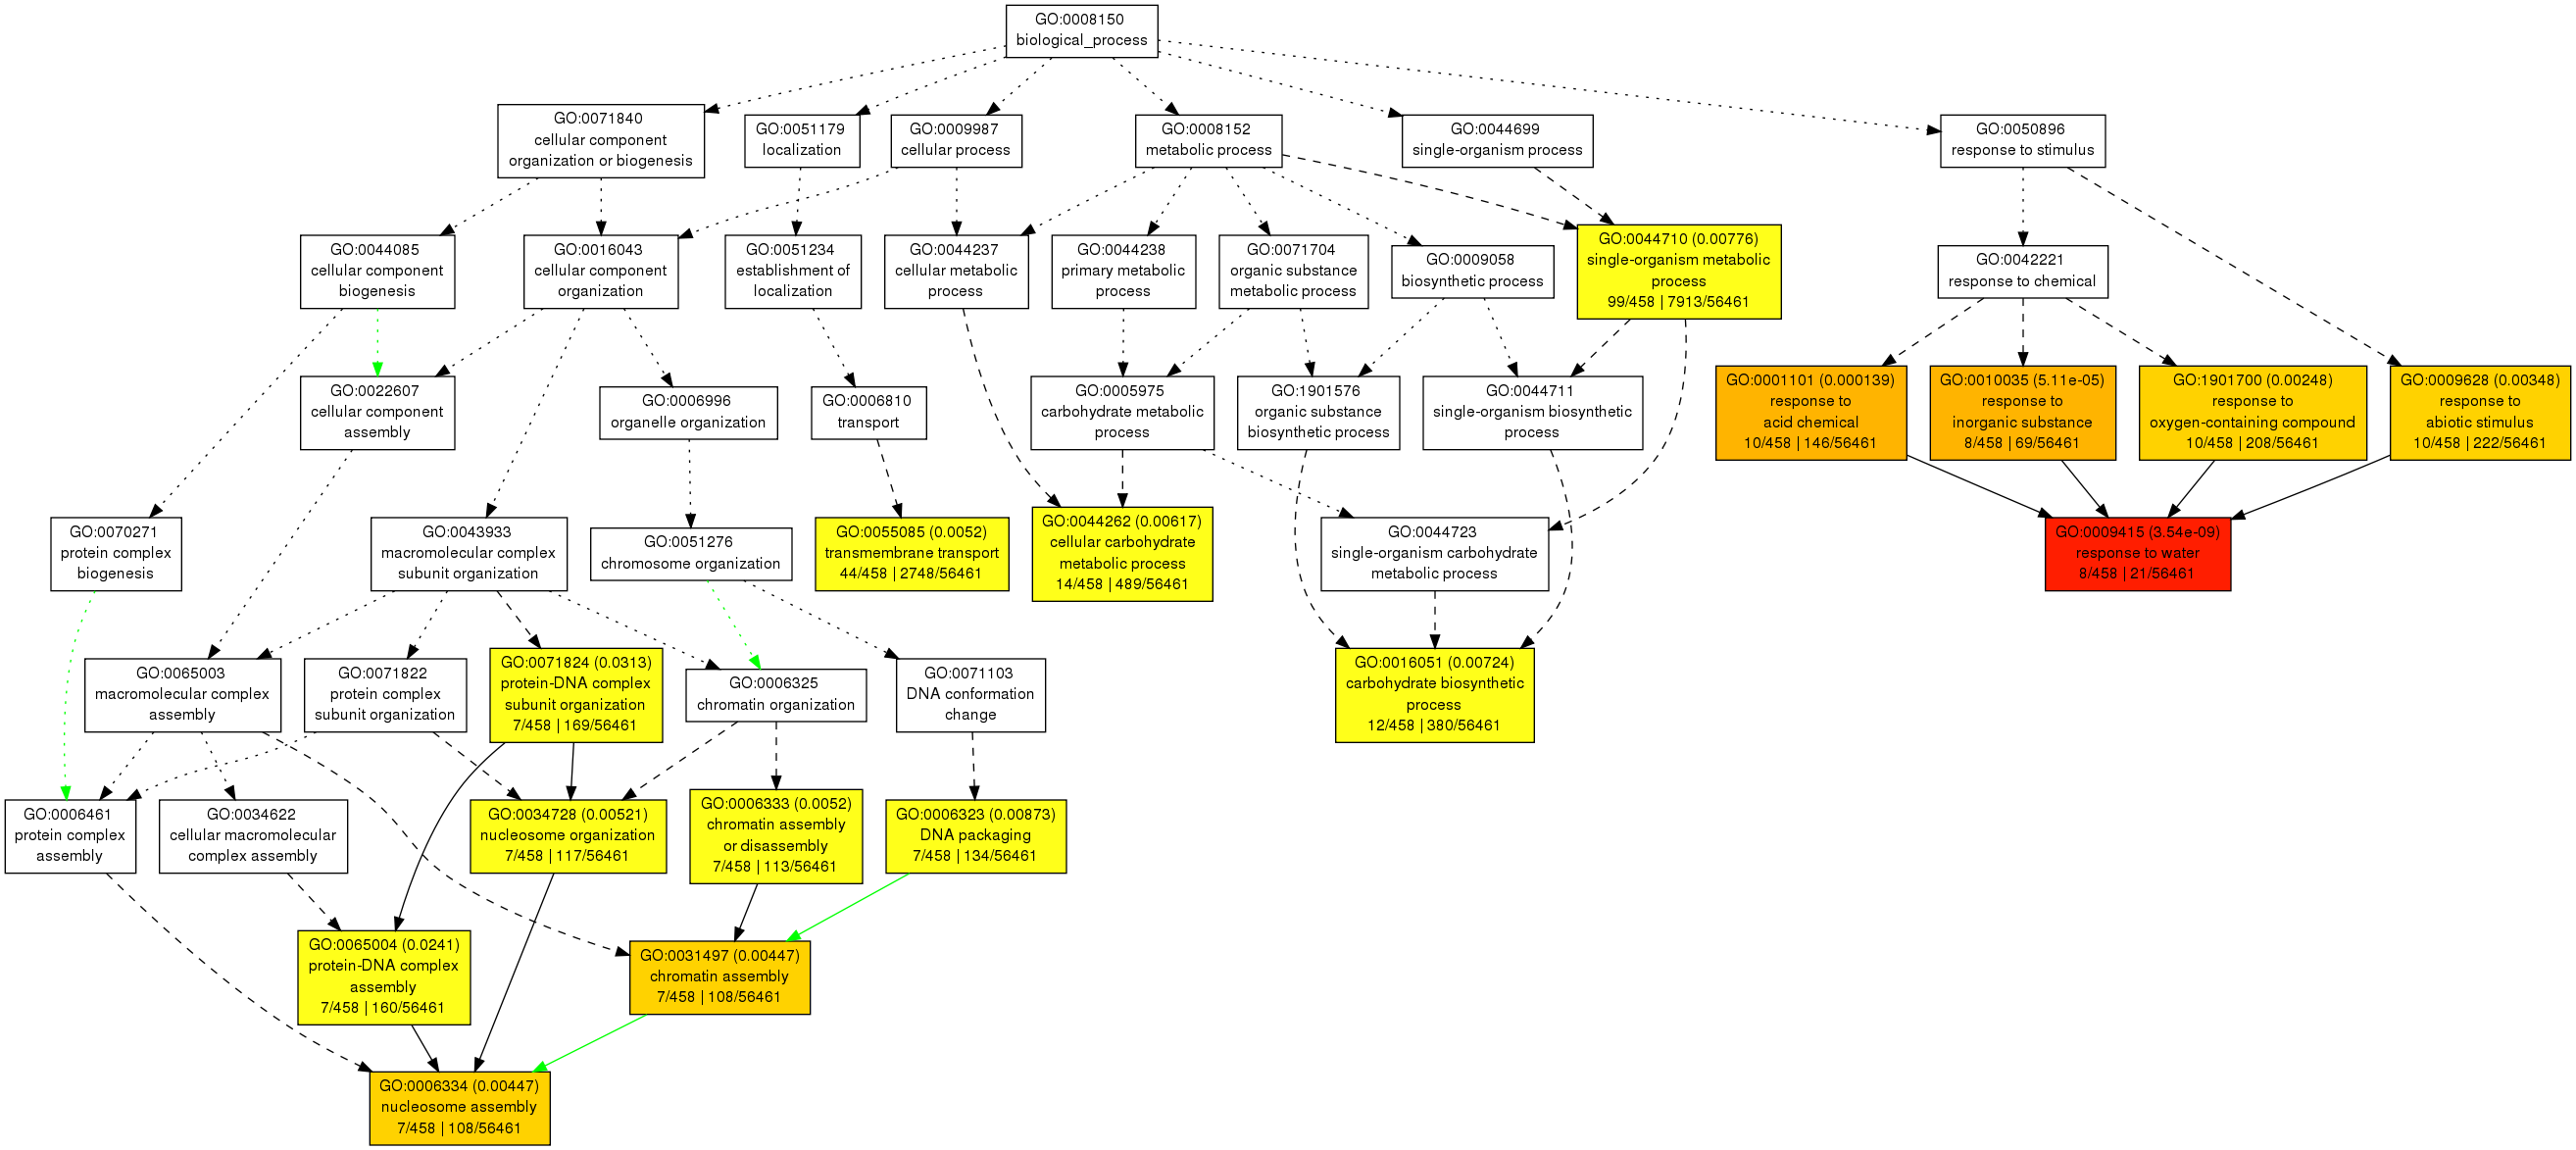 GO:0008150
biological_process
GO:0071840
cellular component
organization or biogenesis
GO:0051179
localization
GO:0009987
cellular process
GO:0008152
metabolic process
GO:0044699
single-organism process
GO:0050896
response to stimulus
GO:0044085
cellular component
biogenesis
GO:0016043
cellular component
organization
GO:0051234
establishment of
localization
GO:0044237
cellular metabolic
process
GO:0044238
primary metabolic
process
GO:0071704
organic substance
metabolic process
GO:0009058
biosynthetic process
GO:0044710 (0.00776)
single-organism metabolic
process
99/458 | 7913/56461
GO:0042221
response to chemical
GO:0022607
cellular component
assembly
GO:0006996
organelle organization
GO:0006810
transport
GO:0005975
carbohydrate metabolic
process
GO:1901576
organic substance
biosynthetic process
GO:0044711
single-organism biosynthetic
process
GO:0001101 (0.000139)
response to
acid chemical
10/458 | 146/56461
GO:0010035 (5.11e-05)
response to
inorganic substance
8/458 | 69/56461
GO:1901700 (0.00248)
response to
oxygen-containing compound
10/458 | 208/56461
GO:0009628 (0.00348)
response to
abiotic stimulus
10/458 | 222/56461
GO:0070271
protein complex
biogenesis
GO:0043933
macromolecular complex
subunit organization
GO:0051276
chromosome organization
GO:0055085 (0.0052)
transmembrane transport
44/458 | 2748/56461
GO:0044262 (0.00617)
cellular carbohydrate
metabolic process
14/458 | 489/56461
GO:0044723
single-organism carbohydrate
metabolic process
GO:0009415 (3.54e-09)
response to water
8/458 | 21/56461
GO:0065003
macromolecular complex
assembly
GO:0071822
protein complex
subunit organization
GO:0071824 (0.0313)
protein-DNA complex
subunit organization
7/458 | 169/56461
GO:0006325
chromatin organization
GO:0071103
DNA conformation
change
GO:0016051 (0.00724)
carbohydrate biosynthetic
process
12/458 | 380/56461
GO:0006461
protein complex
assembly
GO:0034622
cellular macromolecular
complex assembly
GO:0034728 (0.00521)
nucleosome organization
7/458 | 117/56461
GO:0006333 (0.0052)
chromatin assembly
or disassembly
7/458 | 113/56461
GO:0006323 (0.00873)
DNA packaging
7/458 | 134/56461
GO:0065004 (0.0241)
protein-DNA complex
assembly
7/458 | 160/56461
GO:0031497 (0.00447)
chromatin assembly
7/458 | 108/56461
GO:0006334 (0.00447)
nucleosome assembly
7/458 | 108/56461